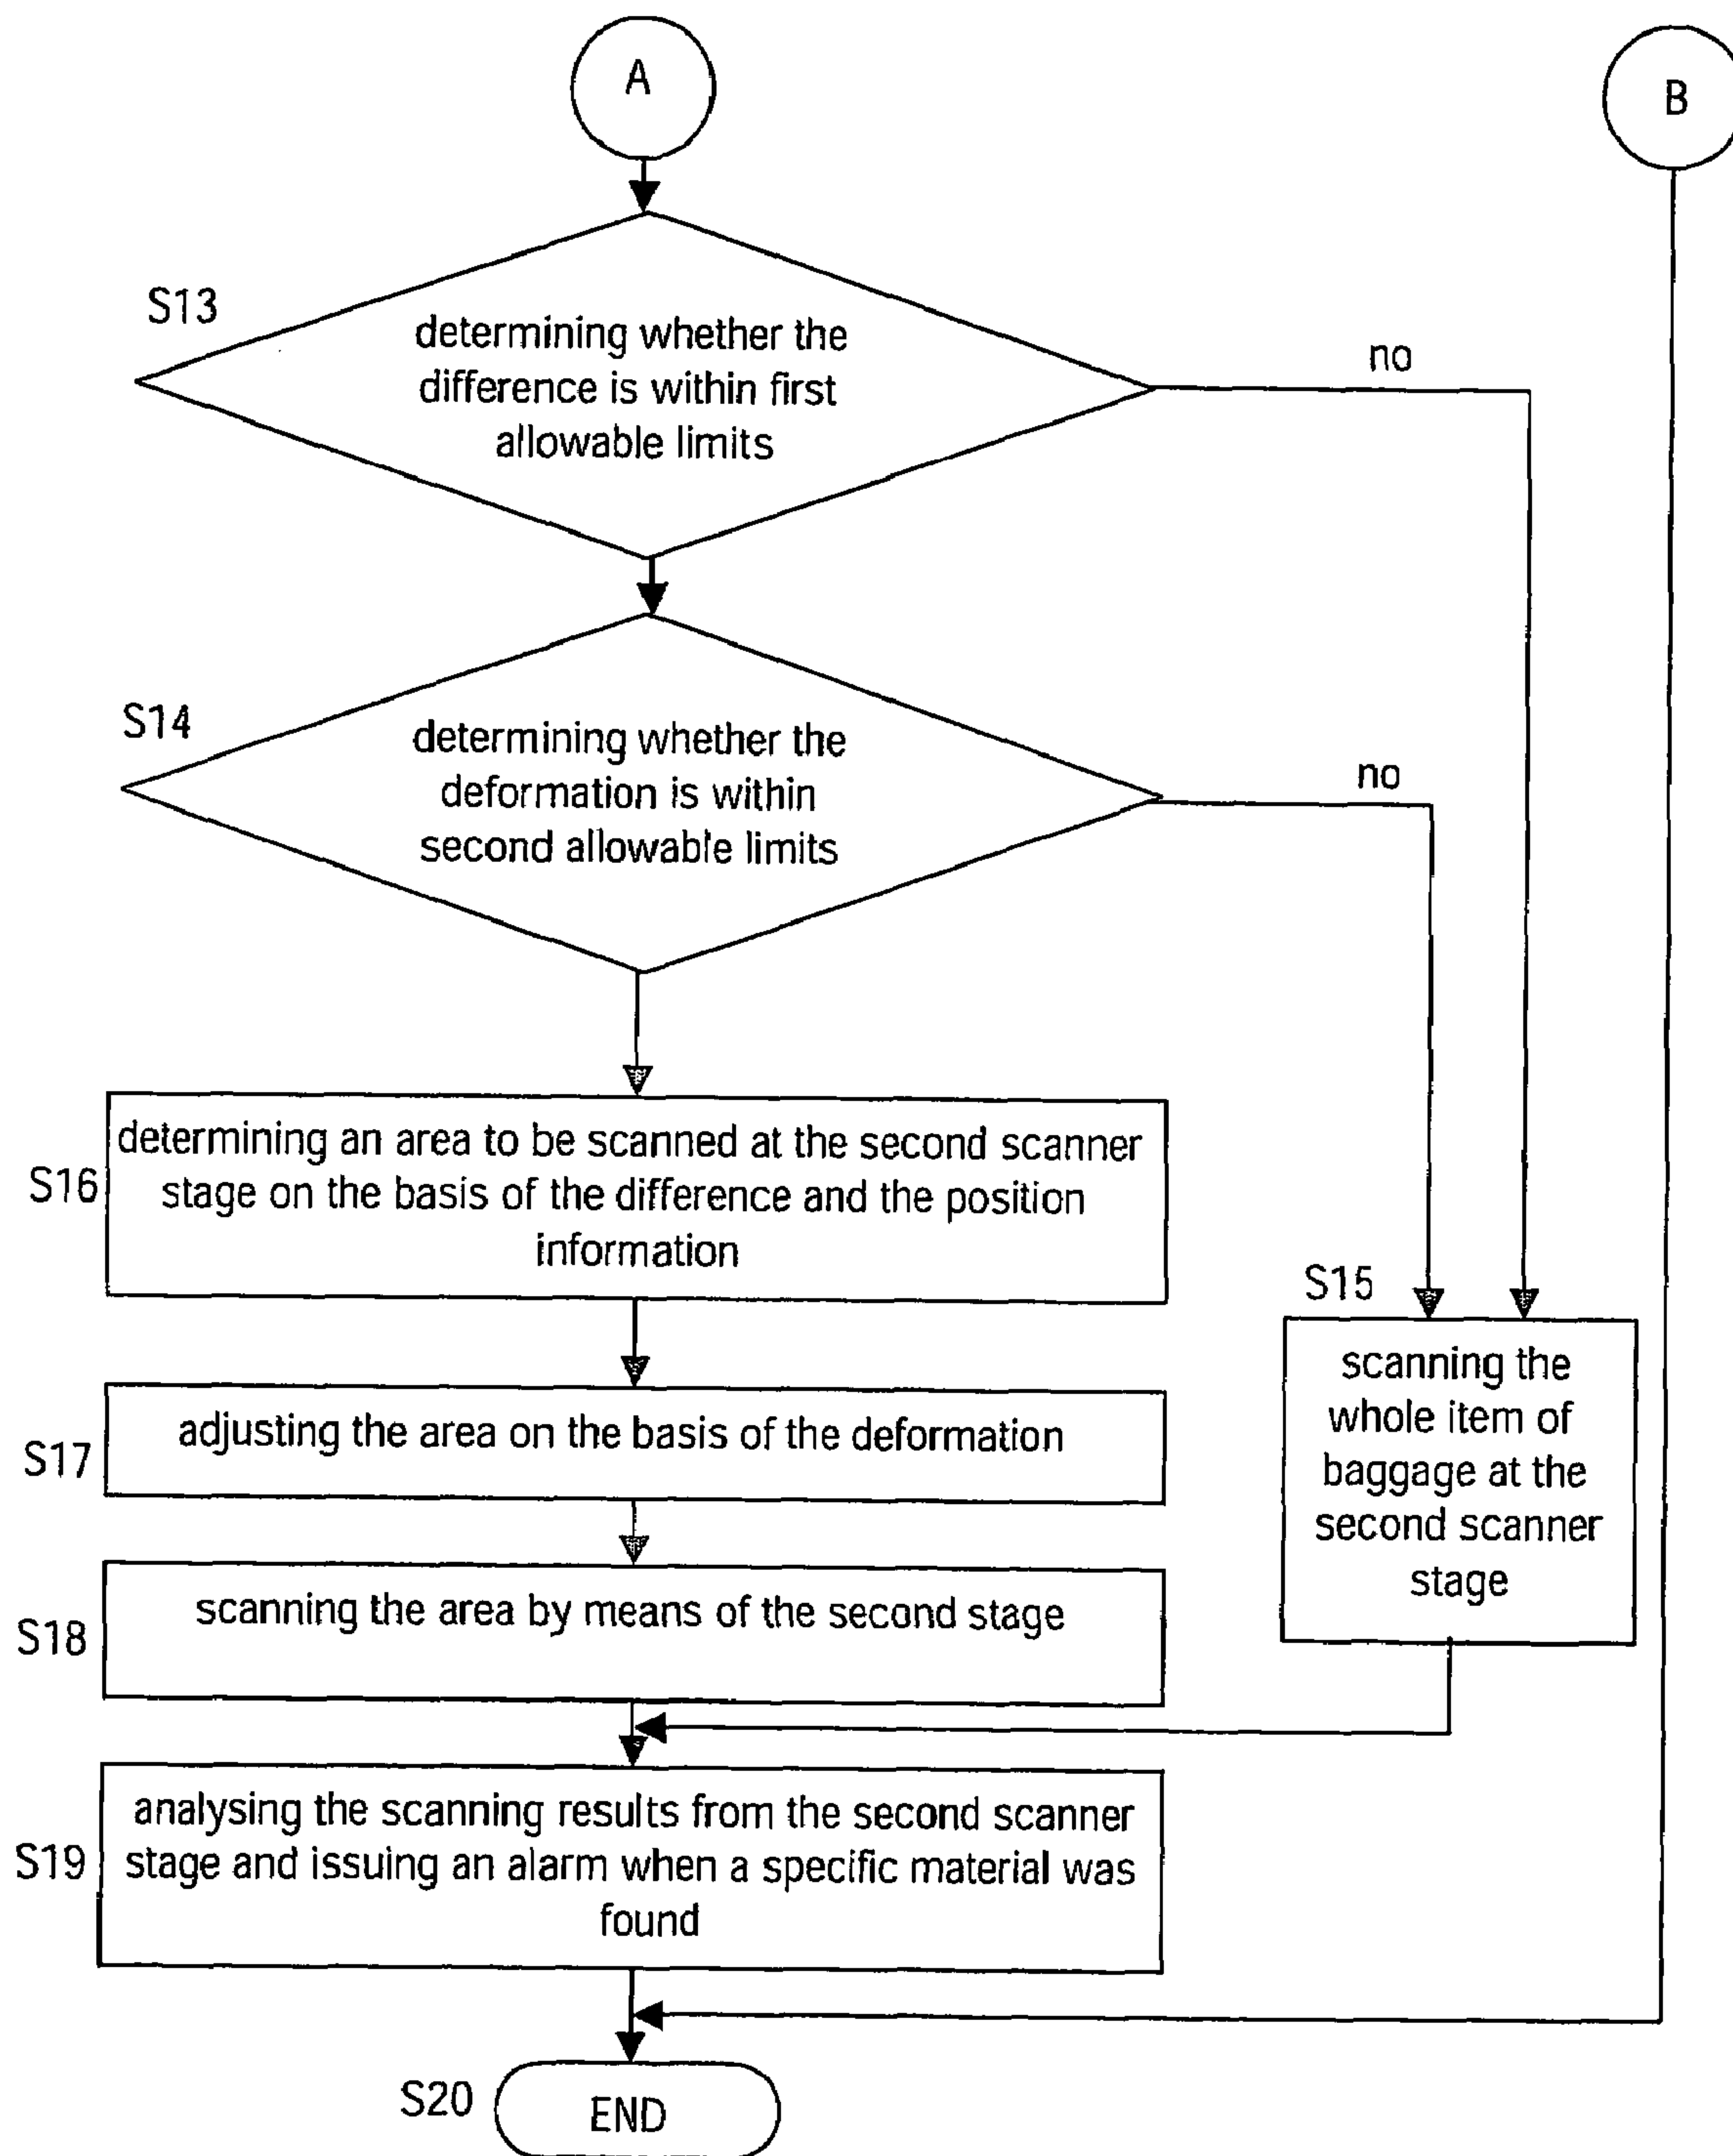 A
B
S13
determining whether the
difference is within first
allowable limits
no
S14
determining whether the
deformation is within
second allowable limits
no
S16
determining an area to be scanned at the second scanner
stage on the basis of the difference and the position
information
S15
scanning the
whole item of
baggage at the
second scanner
stage
S17
adjusting the area on the basis of the deformation
S18
scanning the area by means of the second stage
S19
analysing the scanning results from the second scanner
stage and issuing an alarm when a specific material was
found
S20
END